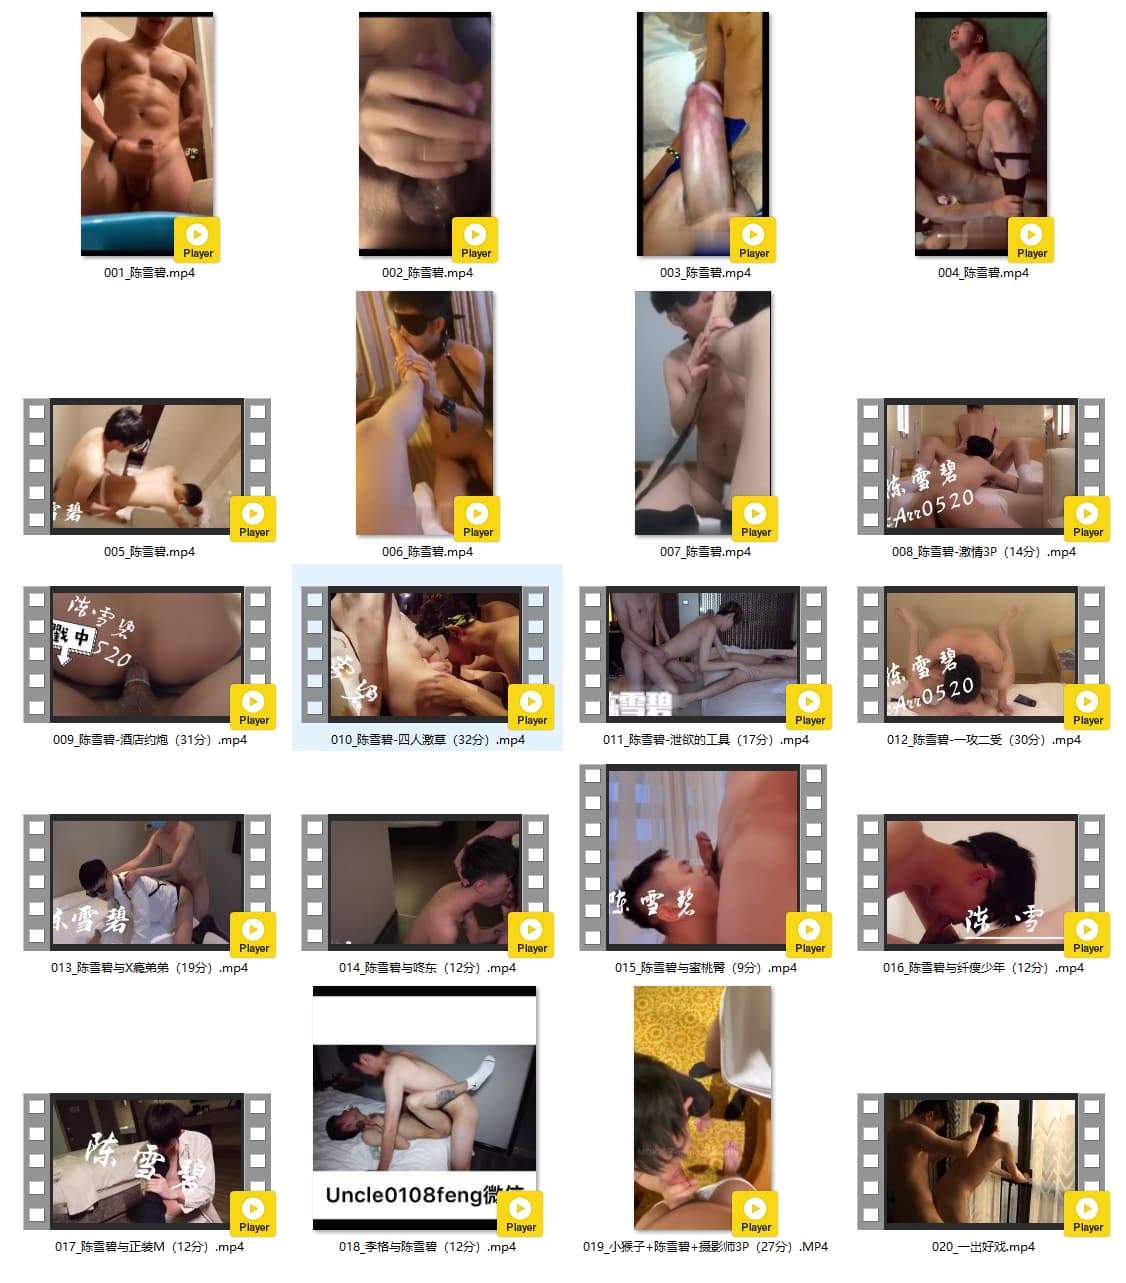 Player
Player
Player
Player
001_陈雪碧.mp4
002_陈雪碧.mp4
003_陈雪碧.mp4
004_陈雪碧.mp4
雪碧
陈雪碧
cArr0520
Player
Player
Player
Player
005_陈雪碧.mp4
006_陈雪碧.mp4
007_陈雪碧.mp4
008_陈雪碧-激情3P（14分）.mp4
陈雪碧
戳中
520
陈雪碧
陈雪碧
cArr0520
Player
Player
Player
Player
009_陈雪碧-酒店约炮（31分）.mp4
010_陈雪碧-四人激草（32分）.mp4
011_陈雪碧-泄欲的工具（17分）.mp4
012_陈雪碧-一攻二受（30分）.mp4
陈雪碧
陈雪碧
陈雪
Player
Player
Player
Player
013_陈雪碧与X瘾弟弟（19分）.mp4
014_陈雪碧与咚东（12分）.mp4
015_陈雪碧与蜜桃臀（9分）.mp4
016_陈雪碧与纤瘦少年（12分）.mp4
陈雪碧
Uncle0108feng微信
Player
Player
Player
Player
017_陈雪碧与正装M（12分）.mp4
018_李格与陈雪碧（12分）.mp4
019_小猴子+陈雪碧+摄影师3P（27分）.MP4
020_一出好戏.mp4